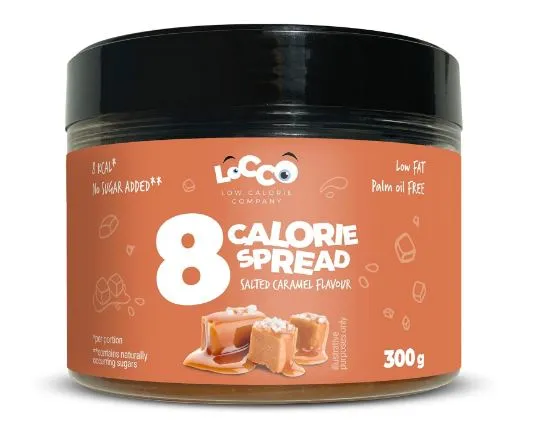 LoCCO
LOW CALORIE
COMPANY
8 KCAL*
No SUGAR ADDED**
Low FAT
Palm oil FREE
8 CALORIE
SPREAD
SALTED CARAMEL FLAVOUR
*per portion
**contains naturally
occurring sugars
illustrative
purposes only
300g